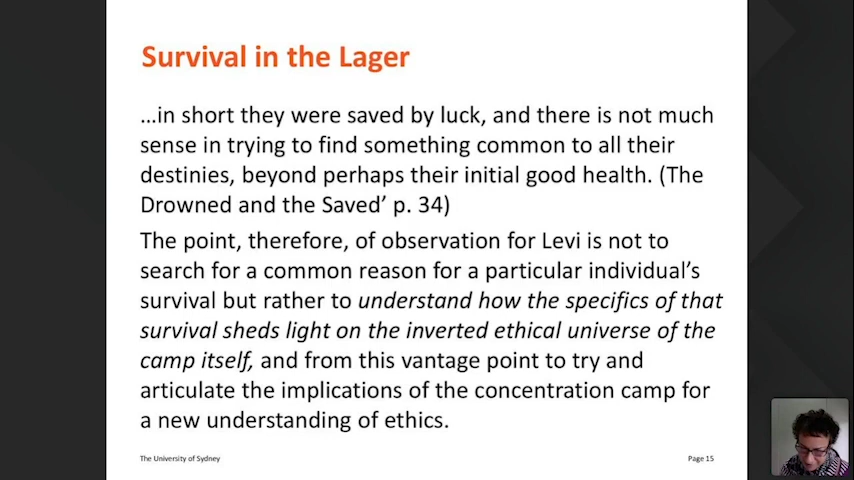 Survival in the Lager
...in short they were saved by luck, and there is not much
sense in trying to find something common to all their
destinies, beyond perhaps their initial good health. (The
Drowned and the Saved’ p. 34)
The point, therefore, of observation for Levi is not to
search for a common reason for a particular individual’s
survival but rather to understand how the specifics of that
survival sheds light on the inverted ethical universe of the
camp itself, and from this vantage point to try and
articulate the implications of the concentration camp for
a new understanding of ethics.
The University of Sydney
Page 15